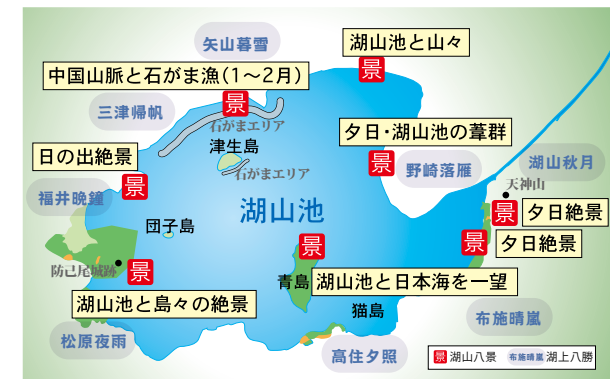 矢山暮雪
湖山池と山々
景
中国山脈と石がま漁(1〜2月)
景
三津帰帆
石がまエリア
夕日・湖山池の葦群
日の出絶景
津生島
景
野崎落雁
湖山秋月
石がまエリア
天神山
景
福井晩鐘
湖山池
景
夕日絶景
団子島
景
景
夕日絶景
防己尾城跡
景
青島
湖山池と日本海を一望
湖山池と島々の絶景
猫島
布施晴嵐
松原夜雨
高住夕照
景 湖山八景 布施晴嵐 湖上八勝